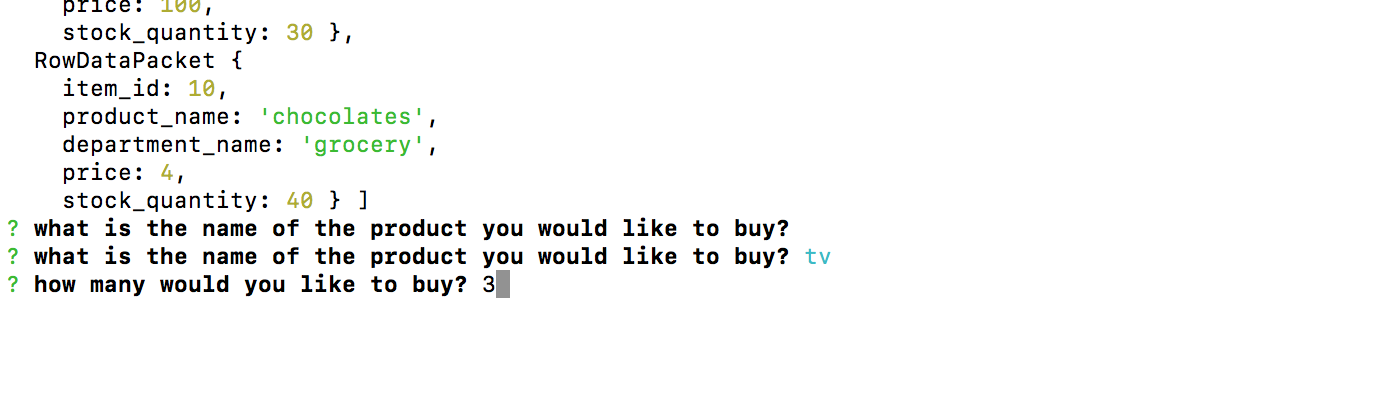 price: 100,
stock_quantity: 30 },
RowDataPacket {
item_id: 10,
product_name: 'chocolates',
department_name: 'grocery',
price: 4,
stock_quantity: 40 } ]
? what is the name of the product you would like to buy?
? what is the name of the product you would like to buy? tv
? how many would you like to buy? 3